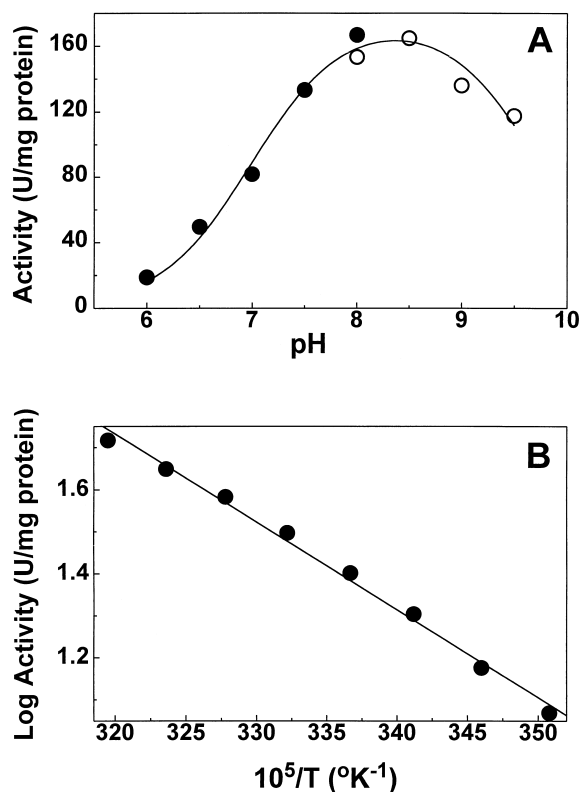 A
Activity (U/mg protein)
160
120
80
40
0
6 7 8 9 10
pH
B
Log Activity (U/mg protein)
1.6
1.4
1.2
320 325 330 335 340 345 350
10⁵/T (ºK⁻¹)